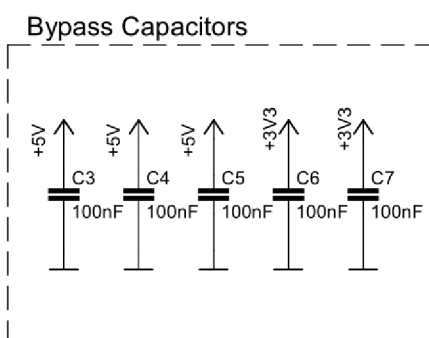 Bypass Capacitors
+5V +5V +5V +3V3 +3V3
C3 C4 C5 C6 C7
100nF 100nF 100nF 100nF 100nF